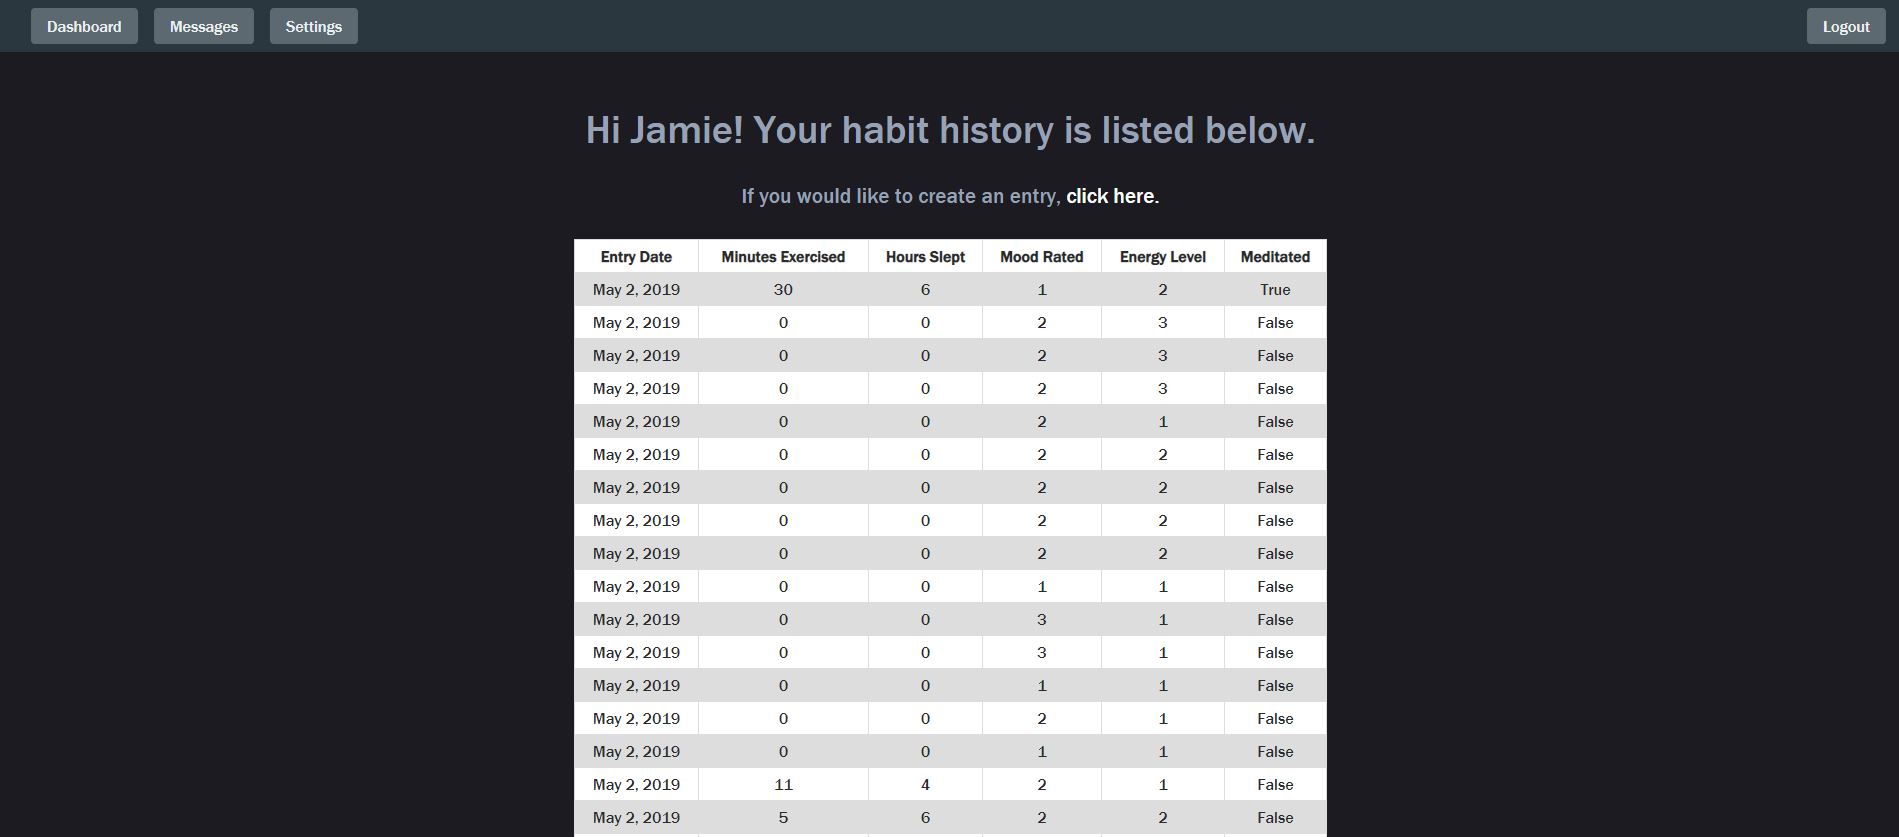 Dashboard Messages Settings Logout
Hi Jamie! Your habit history is listed below.
If you would like to create an entry, click here.
Entry Date Minutes Exercised Hours Slept Mood Rated Energy Level Meditated
May 2, 2019 30 6 1 2 True
May 2, 2019 0 0 2 3 False
May 2, 2019 0 0 2 3 False
May 2, 2019 0 0 2 3 False
May 2, 2019 0 0 2 1 False
May 2, 2019 0 0 2 2 False
May 2, 2019 0 0 2 2 False
May 2, 2019 0 0 2 2 False
May 2, 2019 0 0 2 2 False
May 2, 2019 0 0 1 1 False
May 2, 2019 0 0 3 1 False
May 2, 2019 0 0 3 1 False
May 2, 2019 0 0 1 1 False
May 2, 2019 0 0 2 1 False
May 2, 2019 0 0 1 1 False
May 2, 2019 11 4 2 1 False
May 2, 2019 5 6 2 2 False